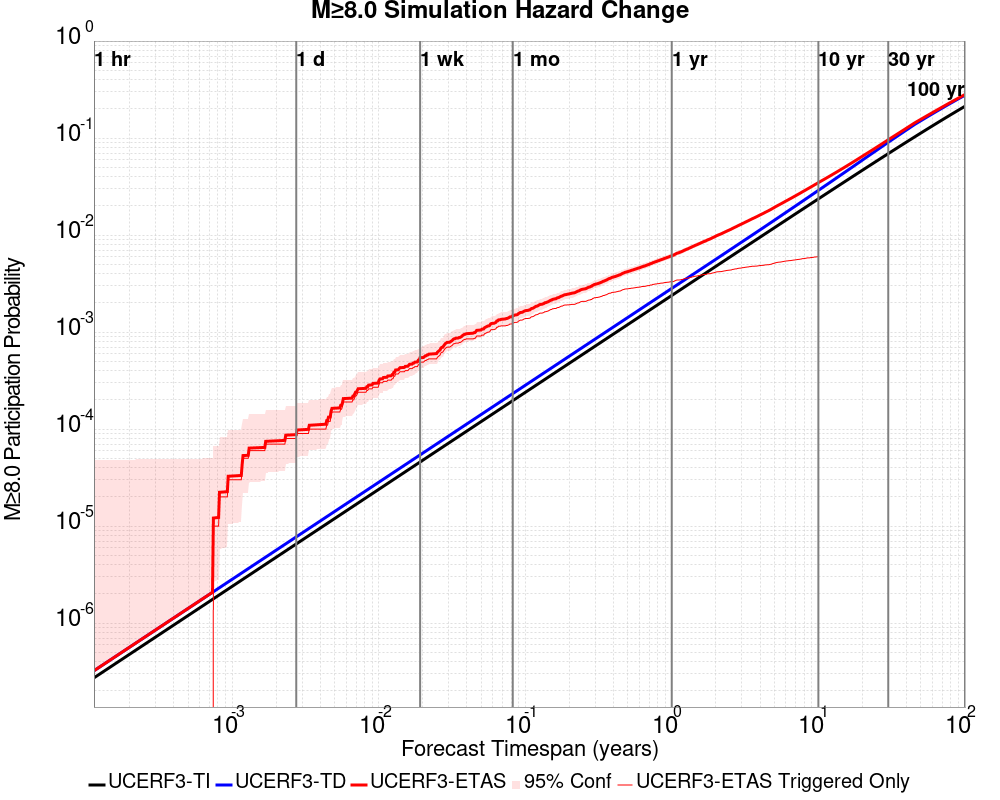 M≥8.0 Simulation Hazard Change
10^0
1 hr 1 d 1 wk 1 mo 1 yr 10 yr 30 yr
100 yr
10^-1
10^-2
10^-3
10^-4
10^-5
10^-6
M≥8.0 Participation Probability
10^-3 10^-2 10^-1 10^0 10^1 10^2
Forecast Timespan (years)
UCERF3-TI UCERF3-TD UCERF3-ETAS 95% Conf UCERF3-ETAS Triggered Only